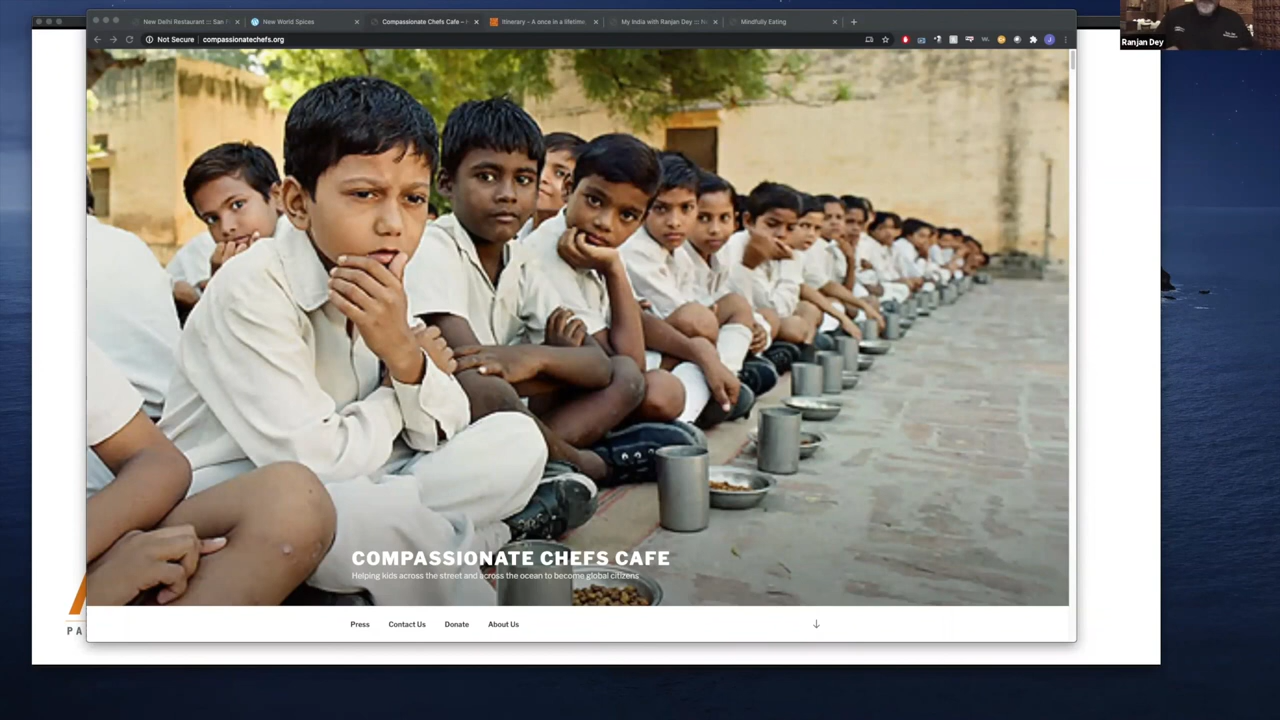 New Delhi Restaurant :: San F
New World Spices
Compassionate Chefs Cafe – F
Itinerary - A once in a lifetime
My India with Ranjan Dey :: N
Mindfully Eating
Not Secure
compassionatechefs.org
Ranjan Dey
COMPASSIONATE CHEFS CAFE
Helping kids across the street and across the ocean to become global citizens
Press
Contact Us
Donate
About Us
PA